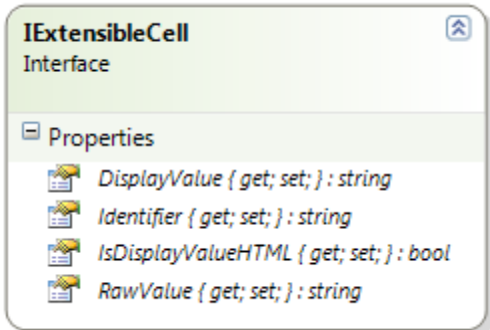 IExtensibleCell
Interface
Properties
DisplayValue { get; set; } : string
Identifier { get; set; } : string
IsDisplayValueHTML { get; set; } : bool
RawValue { get; set; } : string